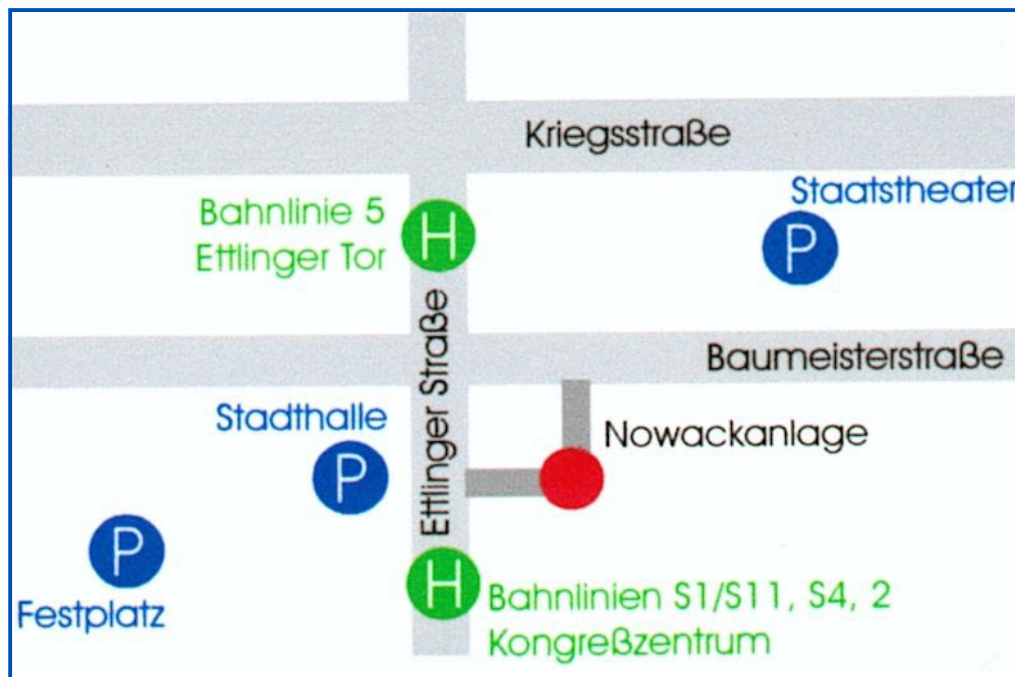 Kriegsstraße
Staatstheater
P
Bahnlinie 5
Ettlinger Tor
H
Ettlinger Straße
Baumeisterstraße
Stadthalle
P
Nowackanlage
P
Festplatz
H
Bahnlinien S1/S11, S4, 2
Kongreßzentrum